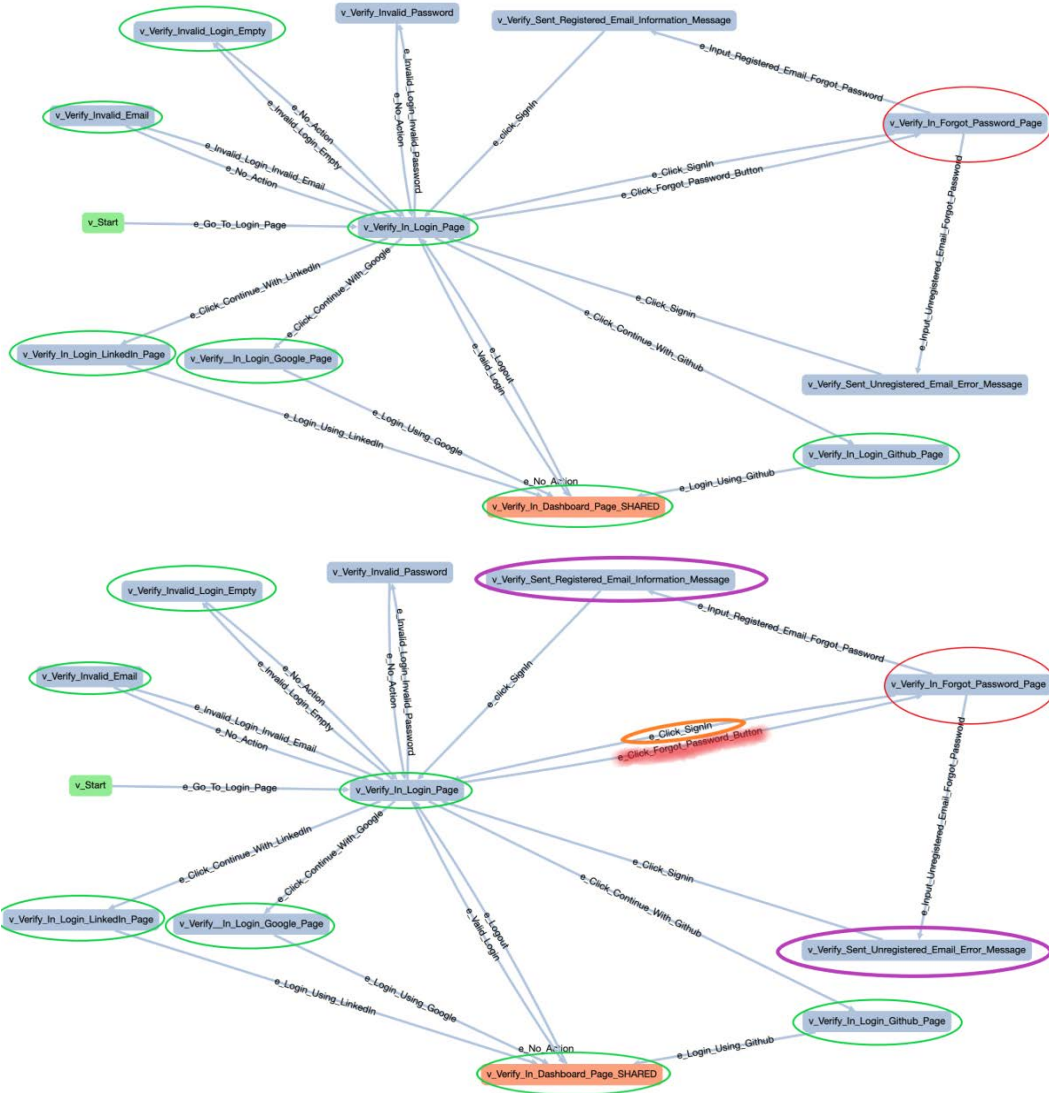 v_Verify_Invalid_Password
v_Verify_Sent_Registered_Email_Information_Message
v_Verify_Invalid_Login_Empty
e_Input_Registered_Email_Forgot_Password
v_Verify_Invalid_Email
e_No_Action
e_Invalid_Login_Empty
e_Invalid_Login_Invalid_Password
e_No_Action
e_click_SignIn
v_Verify_In_Forgot_Password_Page
e_Invalid_Login_Invalid_Email
e_No_Action
e_Click_SignIn
e_Click_Forgot_Password_Button
v_Start
e_Go_To_Login_Page
v_Verify_In_Login_Page
e_Click_Continue_With_LinkedIn
e_Click_Continue_With_Google
e_Click_Signin
e_Input_Unregistered_Email_Forgot_Password
v_Verify_In_Login_LinkedIn_Page
v_Verify__In_Login_Google_Page
e_Logout
e_Valid_Login
e_Click_Continue_With_Github
v_Verify_Sent_Unregistered_Email_Error_Message
e_Login_Using_LinkedIn
e_Login_Using_Google
v_Verify_In_Login_Github_Page
e_No_Action
e_Login_Using_Github
v_Verify_In_Dashboard_Page_SHARED
v_Verify_Invalid_Password
v_Verify_Sent_Registered_Email_Information_Message
v_Verify_Invalid_Login_Empty
e_Input_Registered_Email_Forgot_Password
v_Verify_Invalid_Email
e_No_Action
e_Invalid_Login_Empty
e_Invalid_Login_Invalid_Password
e_No_Action
e_click_SignIn
v_Verify_In_Forgot_Password_Page
e_Invalid_Login_Invalid_Email
e_No_Action
e_Click_SignIn
e_Click_Forgot_Password_Button
v_Start
e_Go_To_Login_Page
v_Verify_In_Login_Page
e_Click_Continue_With_LinkedIn
e_Click_Continue_With_Google
e_Click_Signin
e_Input_Unregistered_Email_Forgot_Password
v_Verify_In_Login_LinkedIn_Page
v_Verify__In_Login_Google_Page
e_Logout
e_Valid_Login
e_Click_Continue_With_Github
v_Verify_Sent_Unregistered_Email_Error_Message
e_Login_Using_LinkedIn
e_Login_Using_Google
v_Verify_In_Login_Github_Page
e_No_Action
e_Login_Using_Github
v_Verify_In_Dashboard_Page_SHARED